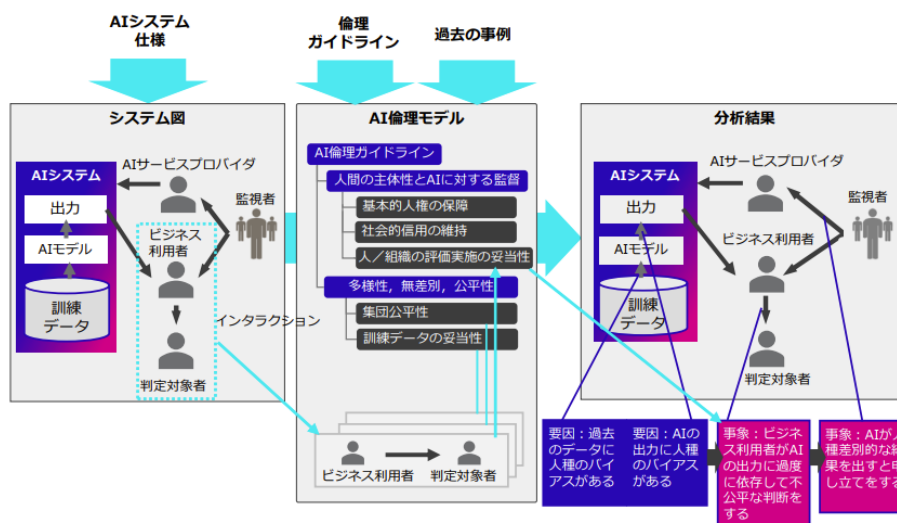 AIシステム
仕様
倫理
ガイドライン
過去の事例
システム図
AIサービスプロバイダ
AIシステム
出力
AIモデル
訓練
データ
監視者
ビジネス
利用者
インタラクション
判定対象者
AI倫理モデル
AI倫理ガイドライン
人間の主体性とAIに対する監督
基本的人権の保障
社会的信用の維持
人／組織の評価実施の妥当性
多様性，無差別，公平性
集団公平性
訓練データの妥当性
ビジネス利用者
判定対象者
分析結果
AIサービスプロバイダ
AIシステム
出力
AIモデル
訓練
データ
監視者
ビジネス利用者
判定対象者
要因：過去
のデータに
人種のバイ
アスがある
要因：AIの
出力に人種
のバイアス
がある
事象：ビジネ
ス利用者がAI
の出力に過度
に依存して不
公平な判断を
する
事象：AIが
種差別的な
果を出すと
し立てをする